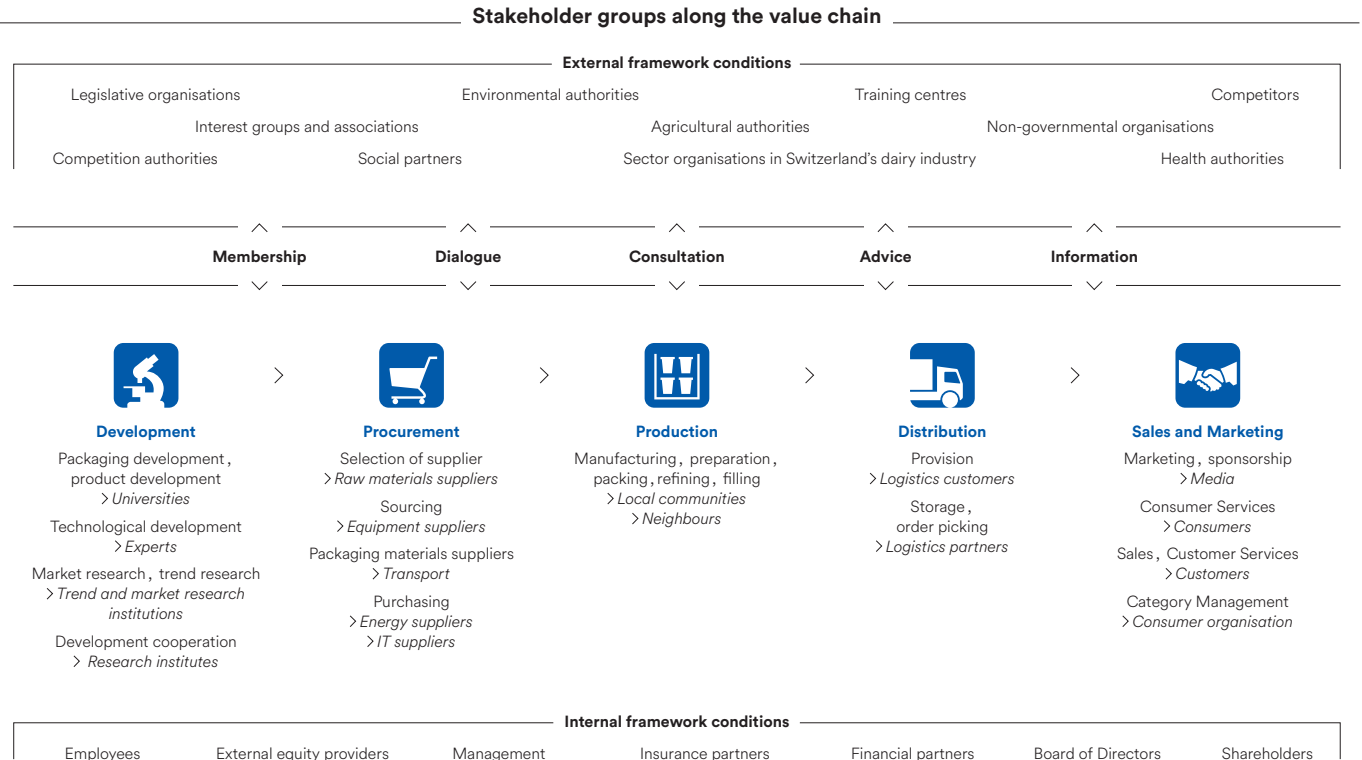 Stakeholder groups along the value chain
External framework conditions
Legislative organisations Environmental authorities Training centres Competitors
Interest groups and associations Agricultural authorities Non-governmental organisations
Competition authorities Social partners Sector organisations in Switzerland's dairy industry Health authorities
Membership Dialogue Consultation Advice Information
Development
Packaging development,
product development
> Universities
Technological development
> Experts
Market research, trend research
> Trend and market research
institutions
Development cooperation
> Research institutes
Procurement
Selection of supplier
> Raw materials suppliers
Sourcing
> Equipment suppliers
Packaging materials suppliers
> Transport
Purchasing
> Energy suppliers
> IT suppliers
Production
Manufacturing, preparation,
packing, refining, filling
> Local communities
> Neighbours
Distribution
Provision
> Logistics customers
Storage,
order picking
> Logistics partners
Sales and Marketing
Marketing, sponsorship
> Media
Consumer Services
> Consumers
Sales, Customer Services
> Customers
Category Management
> Consumer organisation
Internal framework conditions
Employees External equity providers Management Insurance partners Financial partners Board of Directors Shareholders